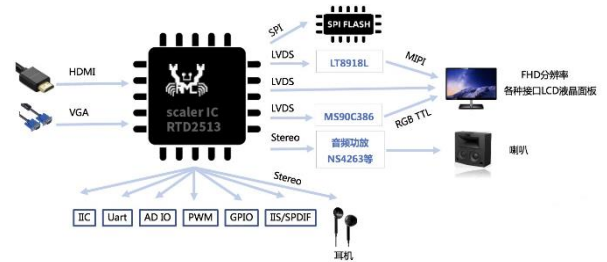 SPI
SPI FLASH
LVDS
LT8918L
MIPI
HDMI
LVDS
FHD分辨率
各种接口LCD液晶面板
scaler IC
RTD2513
VGA
LVDS
MS90C386
RGB TTL
Stereo
音频功放
NS4263等
喇叭
Stereo
IIC
Uart
AD IO
PWM
GPIO
IIS/SPDIF
耳机